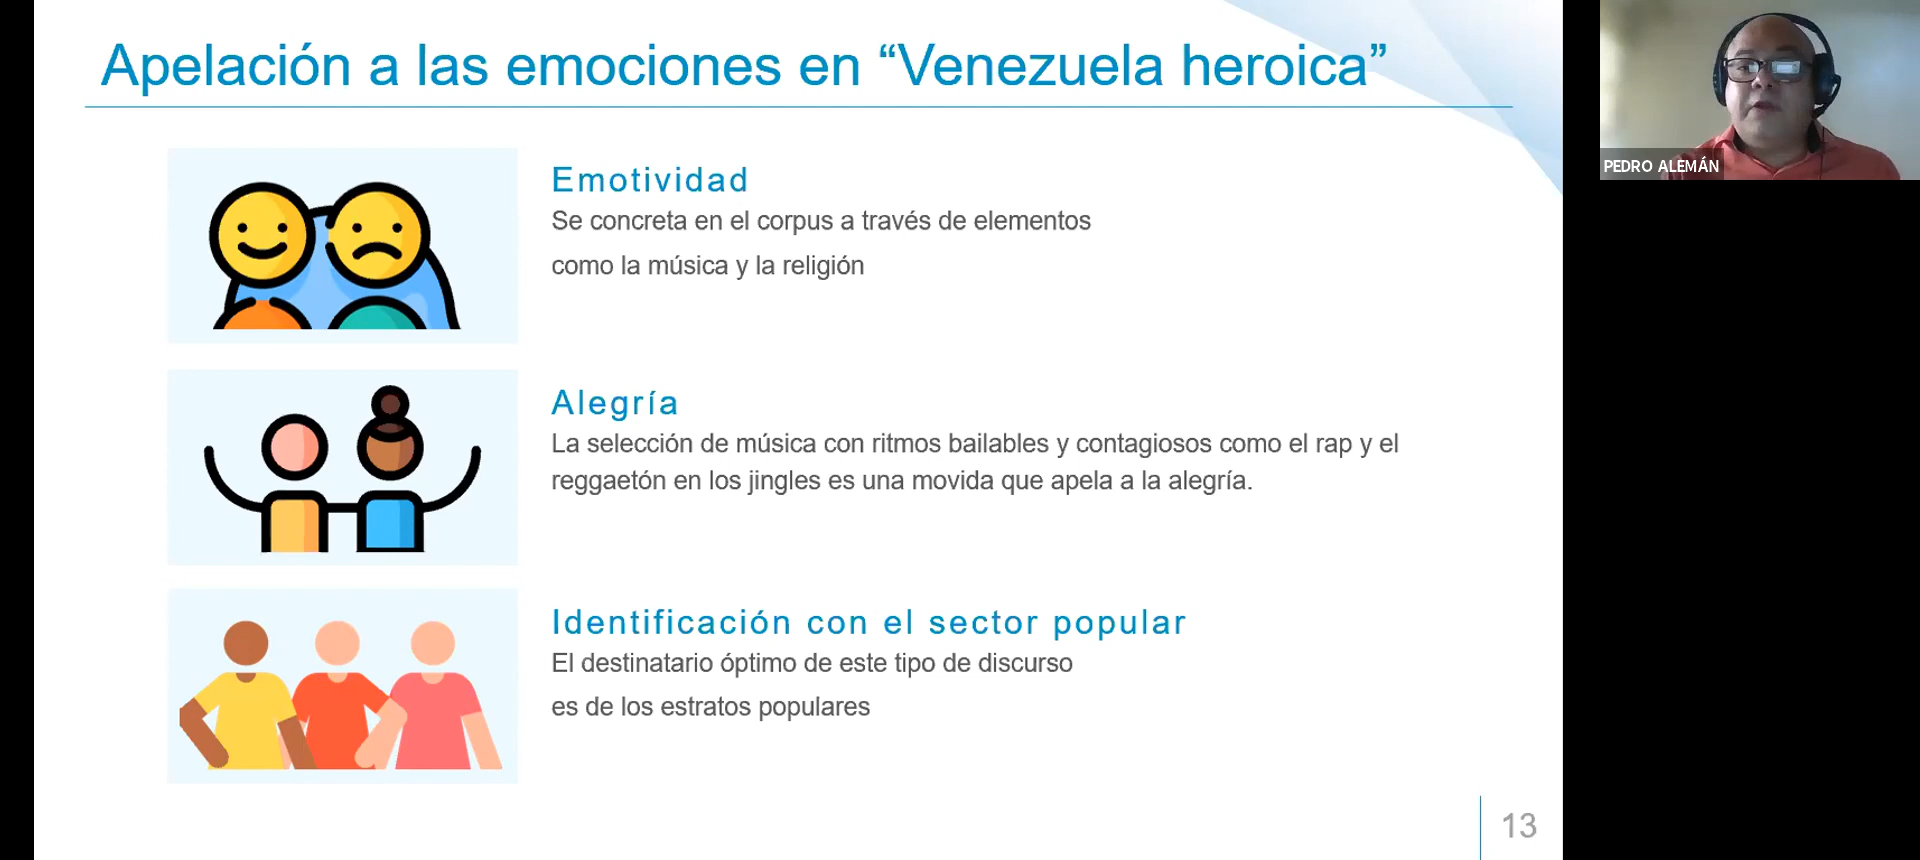 Apelación a las emociones en “Venezuela heroica”
Emotividad
Se concreta en el corpus a través de elementos
como la música y la religión
Alegría
La selección de música con ritmos bailables y contagiosos como el rap y el
reggaetón en los jingles es una movida que apela a la alegría.
Identificación con el sector popular
El destinatario óptimo de este tipo de discurso
es de los estratos populares
13
PEDRO ALEMÁN